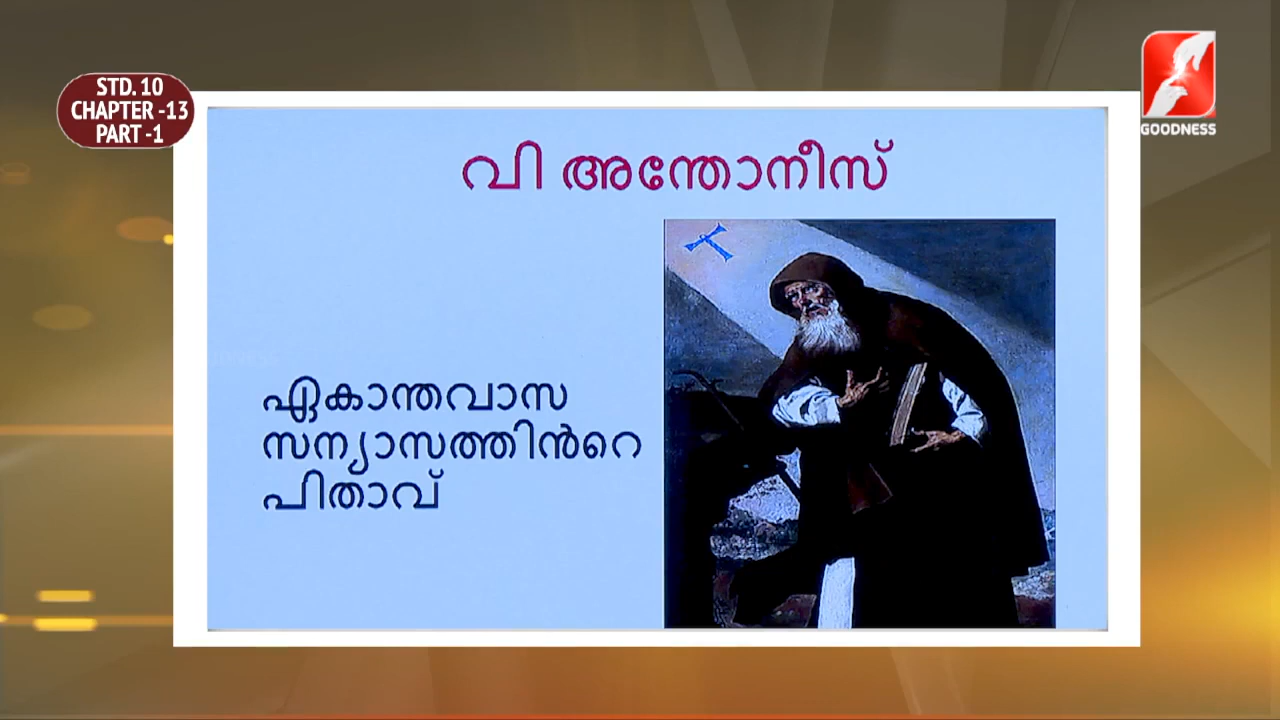 STD. 10
CHAPTER -13
PART -1
GOODNESS
വി അന്തോനീസ്
ഏകാന്തവാസ
സന്യാസത്തിൻറെ
പിതാവ്